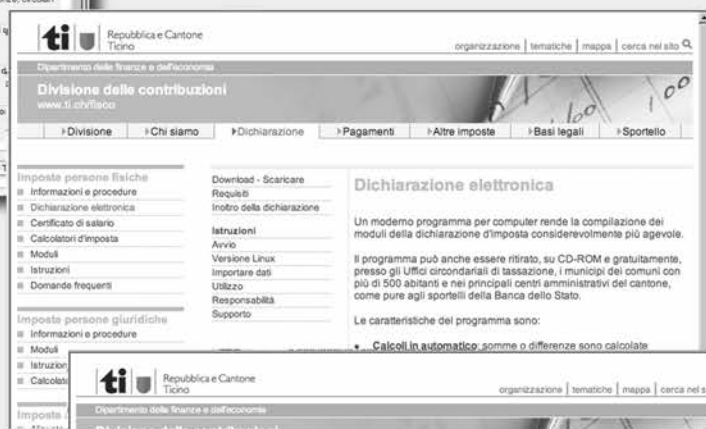 ti
Repubblica e Cantone
Ticino
organizzazione | tematiche | mappa | cerca nel sito
Dipartimento delle finanze e dell'economia
Divisione delle contribuzioni
www.ti.ch/fisco
Divisione
Chi siamo
Dichiarazione
Pagamenti
Altre imposte
Basi legali
Sportello
Imposte persone fisiche
Informazioni e procedure
Dichiarazione elettronica
Certificato di salario
Calcolatori d'imposta
Moduli
Istruzioni
Domande frequenti
Imposte persone giuridiche
Informazioni e procedure
Moduli
Download - Scaricare
Requisiti
Inoltro della dichiarazione
Istruzioni
Avvio
Versione Linux
Importare dati
Utilizzo
Responsabilità
Supporto
Dichiarazione elettronica
Un moderno programma per computer rende la compilazione dei
moduli della dichiarazione d'imposta considerevolmente più agevole.
Il programma può anche essere ritirato, su CD-ROM e gratuitamente,
presso gli Uffici circondariali di tassazione, i municipi dei comuni con
più di 500 abitanti e nei principali centri amministrativi del cantone,
come pure agli sportelli della Banca dello Stato.
Le caratteristiche del programma sono:
• Calcoli in automatico: somme o differenze sono calcolate
ti
Repubblica e Cantone
Ticino
organizzazione | tematiche | mappa | cerca nel s
Dipartimento delle finanze e dell'economia